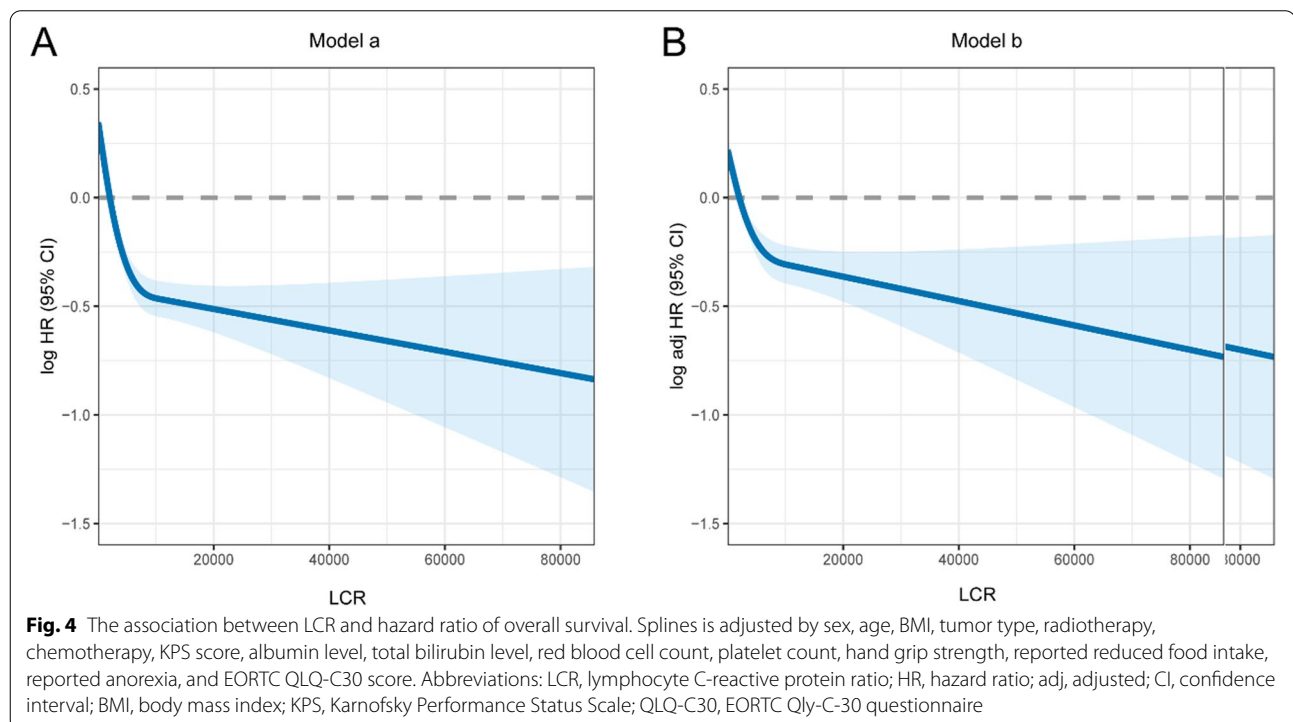 A
Model a
0.5
0.0
−0.5
−1.0
−1.5
log HR (95% CI)
20000
40000
60000
80000
LCR
B
Model b
0.5
0.0
−0.5
−1.0
−1.5
log adj HR (95% CI)
20000
40000
60000
80000
LCR
Fig. 4 The association between LCR and hazard ratio of overall survival. Splines is adjusted by sex, age, BMI, tumor type, radiotherapy,
chemotherapy, KPS score, albumin level, total bilirubin level, red blood count, platelet count, hand grip strength, reported reduced food intake,
reported anorexia, and EORTC QLQ-C30 score. Abbreviations: LCR, lymphocyte C-reactive protein ratio; HR, hazard ratio; adj, adjusted; CI, confidence
interval; BMI, body mass index; KPS, Karnofsky Performance Status Scale; QLQ-C30, EORTC Qly-C-30 questionnaire